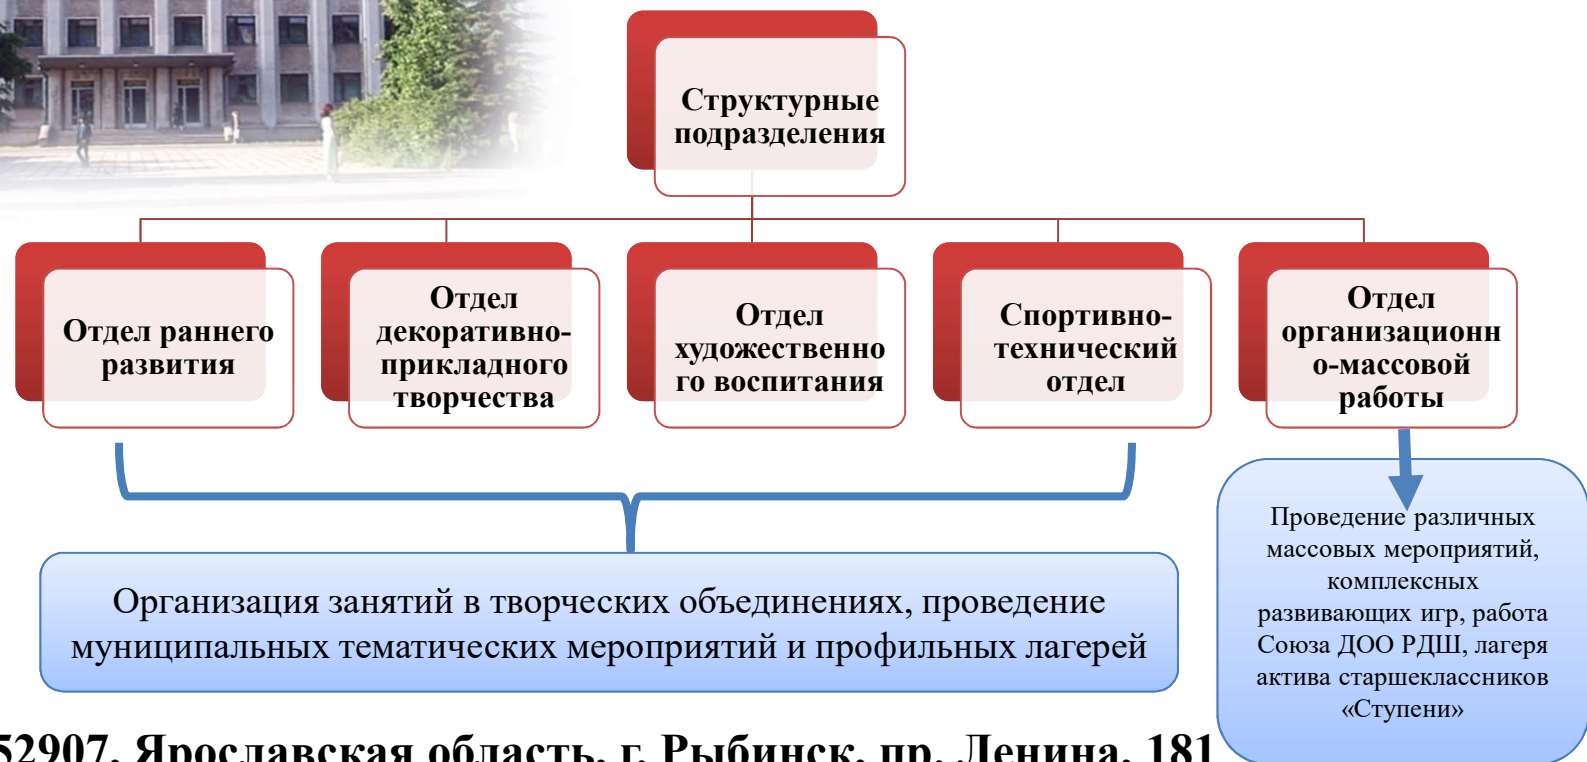 Структурные
подразделения
Отдел раннего
развития
Отдел
декоративно-
прикладного
творчества
Отдел
художественно
го воспитания
Спортивно-
технический
отдел
Отдел
организационн
о-массовой
работы
Организация занятий в творческих объединениях, проведение
муниципальных тематических мероприятий и профильных лагерей
Проведение различных
массовых мероприятий,
комплексных
развивающих игр, работа
Союза ДОО РДШ, лагеря
актива старшеклассников
«Ступени»
52907, Ярославская область, г. Рыбинск, пр. Ленина, 181